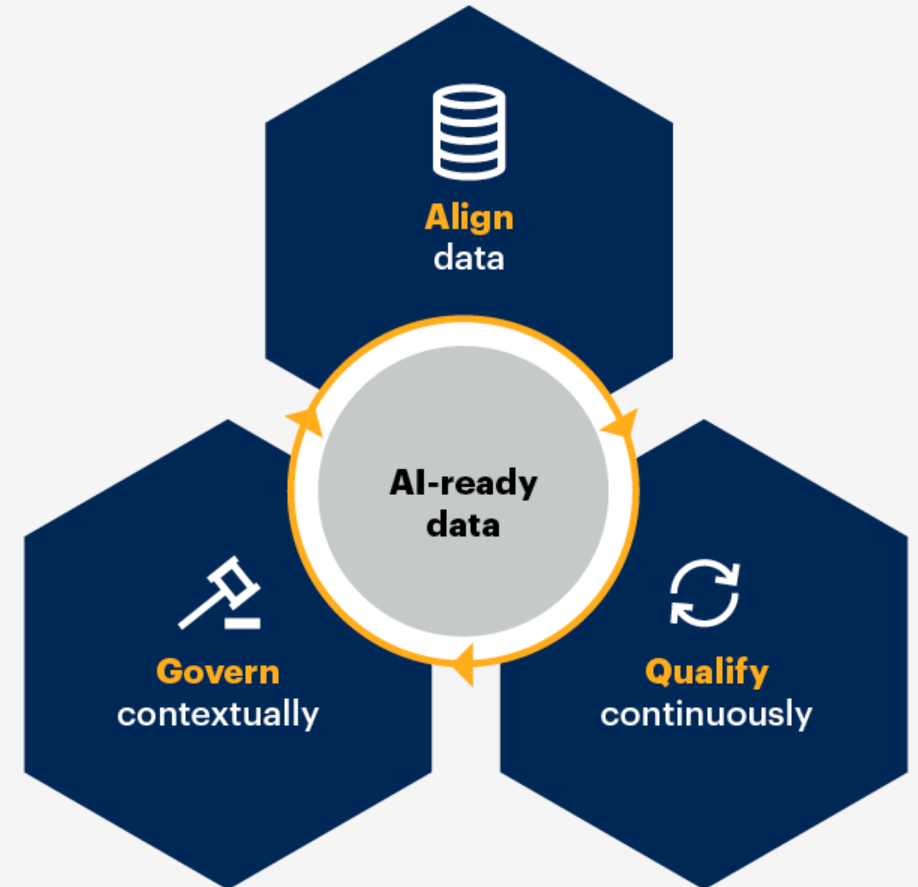 Align
data
AI-ready
data
Govern
contextually
Qualify
continuously